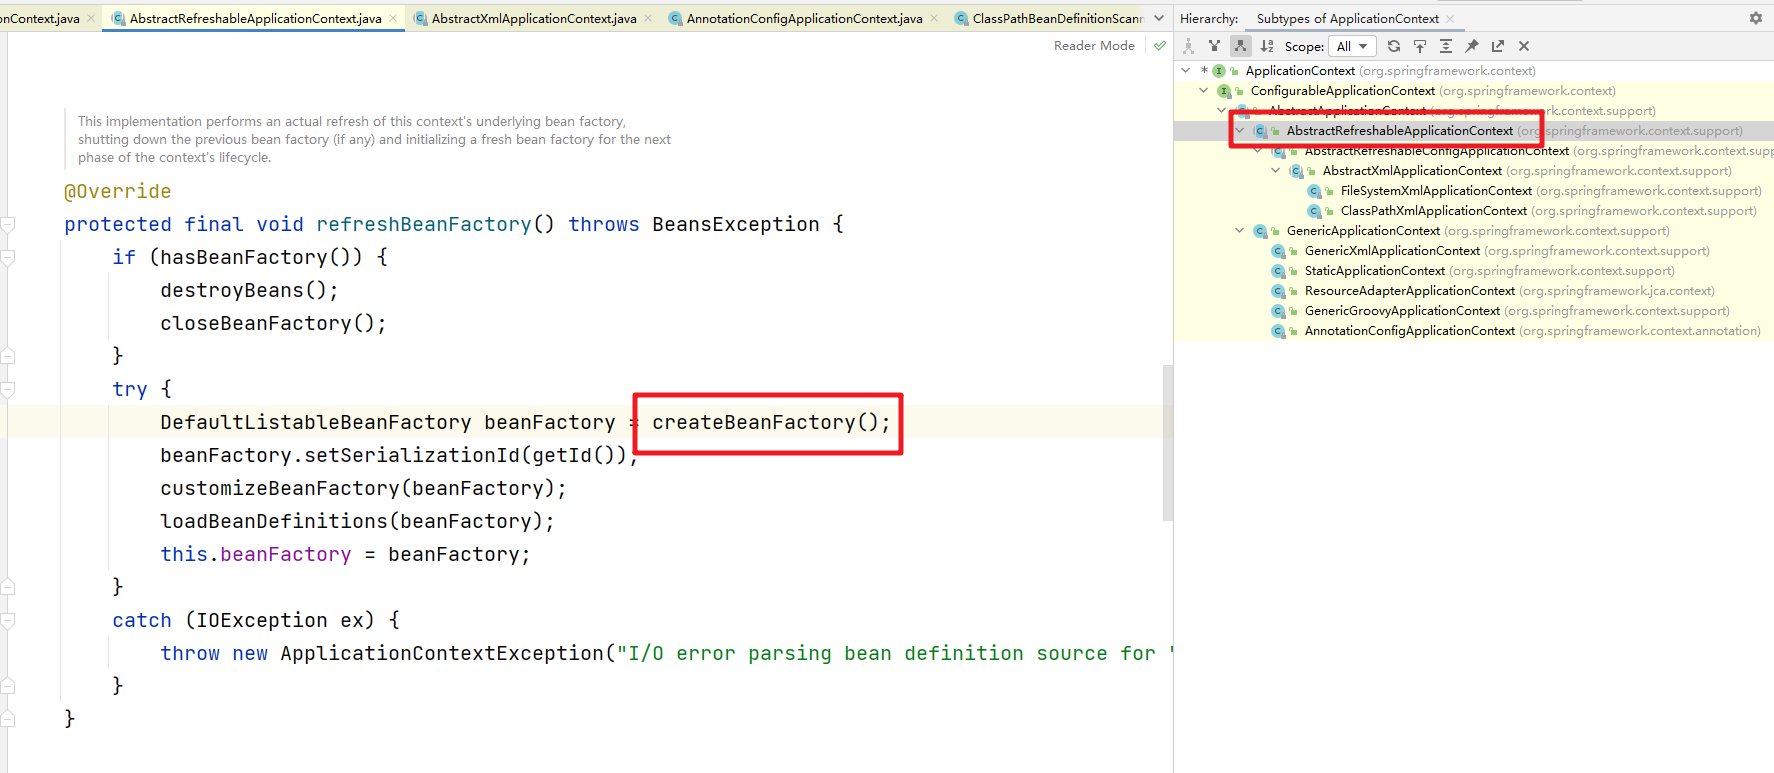 onContext.java
AbstractRefreshableApplicationContext.java
AbstractXmlApplicationContext.java
AnnotationConfigApplicationContext.java
ClassPathBeanDefinitionScann
Reader Mode
This implementation performs an actual refresh of this context's underlying bean factory,
shutting down the previous bean factory (if any) and initializing a fresh bean factory for the next
phase of the context's lifecycle.
@Override
protected final void refreshBeanFactory() throws BeansException {
if (hasBeanFactory()) {
destroyBeans();
closeBeanFactory();
}
try {
DefaultListableBeanFactory beanFactory = createBeanFactory();
beanFactory.setSerializationId(getId());
customizeBeanFactory(beanFactory);
loadBeanDefinitions(beanFactory);
this.beanFactory = beanFactory;
}
catch (IOException ex) {
throw new ApplicationContextException("I/O error parsing bean definition source for "
}
}
Hierarchy: Subtypes of ApplicationContext
Scope: All
* ApplicationContext (org.springframework.context)
ConfigurableApplicationContext (org.springframework.context)
AbstractApplicationContext (org.springframework.context.support)
AbstractRefreshableApplicationContext (org.springframework.context.support)
AbstractRefreshableConfigApplicationContext (org.springframework.context.supp
AbstractXmlApplicationContext (org.springframework.context.support)
FileSystemXmlApplicationContext (org.springframework.context.support)
ClassPathXmlApplicationContext (org.springframework.context.support)
GenericApplicationContext (org.springframework.context.support)
GenericXmlApplicationContext (org.springframework.context.support)
StaticApplicationContext (org.springframework.context.support)
ResourceAdapterApplicationContext (org.springframework.jca.context)
GenericGroovyApplicationContext (org.springframework.context.support)
AnnotationConfigApplicationContext (org.springframework.context.annotation)